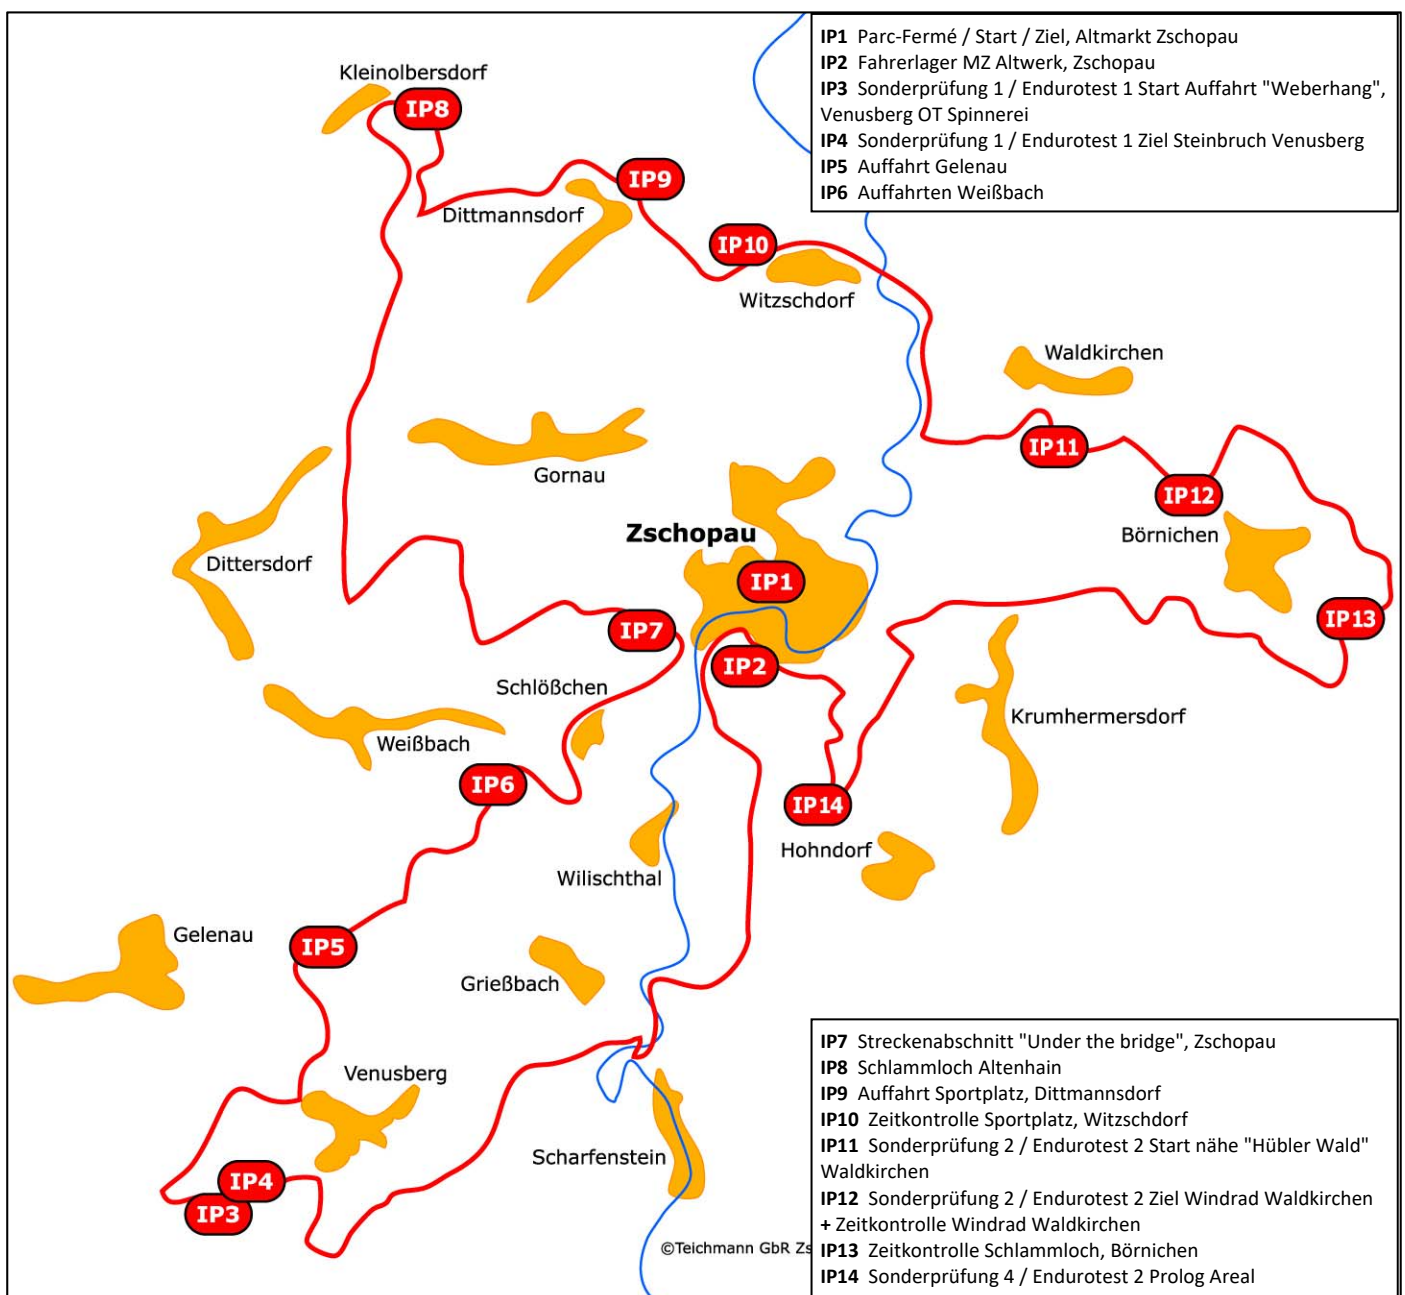 IP1 Parc-Fermé / Start / Ziel, Altmarkt Zschopau
IP2 Fahrerlager MZ Altwerk, Zschopau
IP3 Sonderprüfung 1 / Endurotest 1 Start Auffahrt "Weberhang",
Venusberg OT Spinnerei
IP4 Sonderprüfung 1 / Endurotest 1 Ziel Steinbruch Venusberg
IP5 Auffahrt Gelenau
IP6 Auffahrten Weißbach
Kleinolbersdorf
IP8
IP9
Dittmannsdorf
IP10
Witzschdorf
Waldkirchen
IP11
Gornau
IP12
Zschopau
Börnichen
Dittersdorf
IP1
IP13
IP7
IP2
Schlößchen
Krumhermersdorf
Weißbach
IP6
IP14
Hohndorf
Wilischthal
Gelenau
IP5
Grießbach
Venusberg
Scharfenstein
IP4
IP3
©Teichmann GbR Zs
IP7 Streckenabschnitt "Under the bridge", Zschopau
IP8 Schlammloch Altenhain
IP9 Auffahrt Sportplatz, Dittmannsdorf
IP10 Zeitkontrolle Sportplatz, Witzschdorf
IP11 Sonderprüfung 2 / Endurotest 2 Start nähe "Hübler Wald"
Waldkirchen
IP12 Sonderprüfung 2 / Endurotest 2 Ziel Windrad Waldkirchen
+ Zeitkontrolle Windrad Waldkirchen
IP13 Zeitkontrolle Schlammloch, Börnichen
IP14 Sonderprüfung 4 / Endurotest 2 Prolog Areal